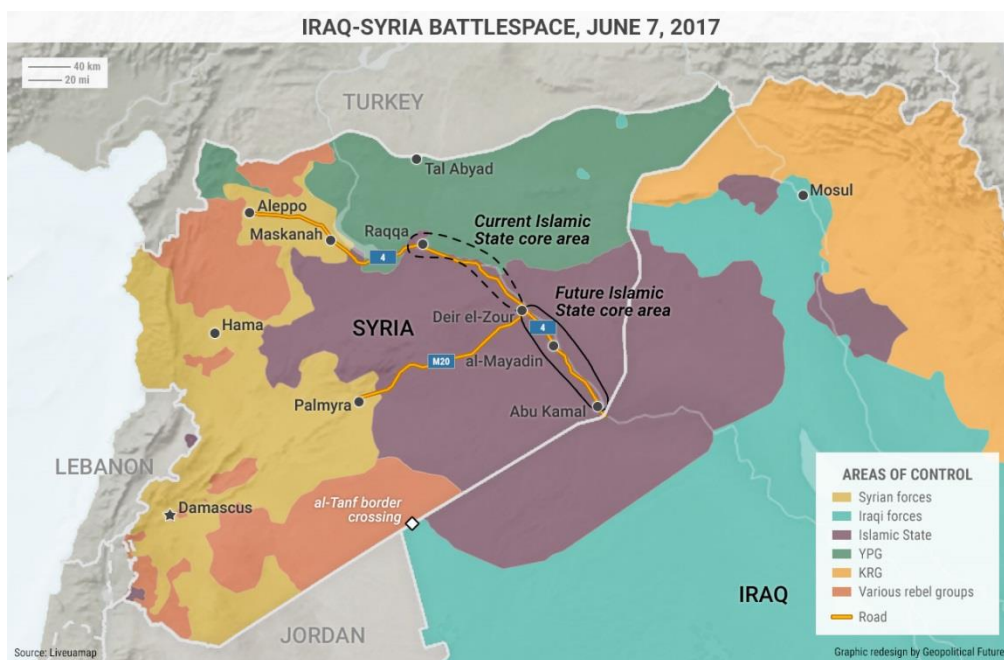 IRAQ-SYRIA BATTLESPACE, JUNE 7, 2017
40 km
20 mi
TURKEY
Tal Abyad
Mosul
Aleppo
Maskanah
Raqqa
4
Current Islamic
State core area
Future Islamic
State core area
Hama
SYRIA
Deir el-Zour
4
M20
al-Mayadin
Palmyra
Abu Kamal
LEBANON
Damascus
al-Tanf border
crossing
IRAQ
JORDAN
AREAS OF CONTROL
Syrian forces
Iraqi forces
Islamic State
YPG
KRG
Various rebel groups
Road
Source: Liveuamap
Graphic redesign by Geopolitical Future